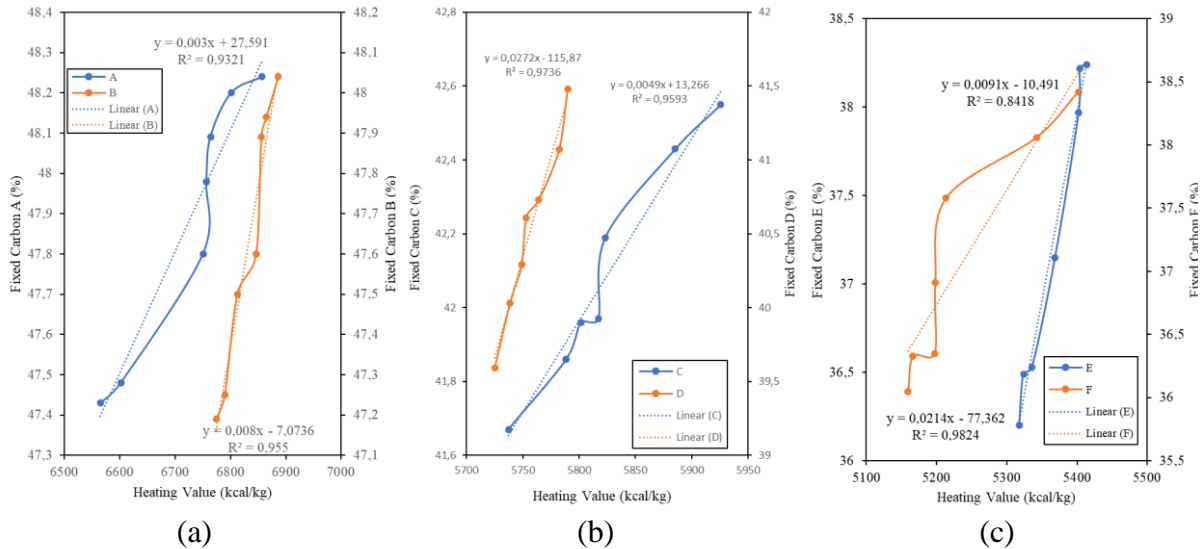 48,4
48,3
48,2
48,1
48
47,9
47,8
47,7
47,6
47,5
47,4
47,3
Fixed Carbon A (%)
y = 0,003x + 27,591
R² = 0,9321
A
B
Linear (A)
Linear (B)
y = 0,008x - 7,0736
R² = 0,955
48,2
48,1
48
47,9
47,8
47,7
47,6
47,5
47,4
47,3
47,2
47,1
Fixed Carbon B (%)
6500
6600
6700
6800
6900
7000
Heating Value (kcal/kg)
(a)
42,8
42,6
42,4
42,2
42
41,8
41,6
Fixed Carbon C (%)
y = 0,0272x - 115,87
R² = 0,9736
y = 0,0049x + 13,266
R² = 0,9593
C
D
Linear (C)
Linear (D)
42
41,5
41
40,5
40
39,5
39
Fixed Carbon D (%)
5700
5750
5800
5850
5900
5950
Heating Value (kcal/kg)
(b)
38,5
38
37,5
37
36,5
36
Fixed Carbon E (%)
y = 0,0091x - 10,491
R² = 0.8418
y = 0,0214x - 77,362
R² = 0,9824
E
F
Linear (E)
Linear (F)
39
38,5
38
37,5
37
36,5
36
35,5
Fixed Carbon F (%)
5100
5200
5300
5400
5500
Heating Value (kcal/kg)
(c)